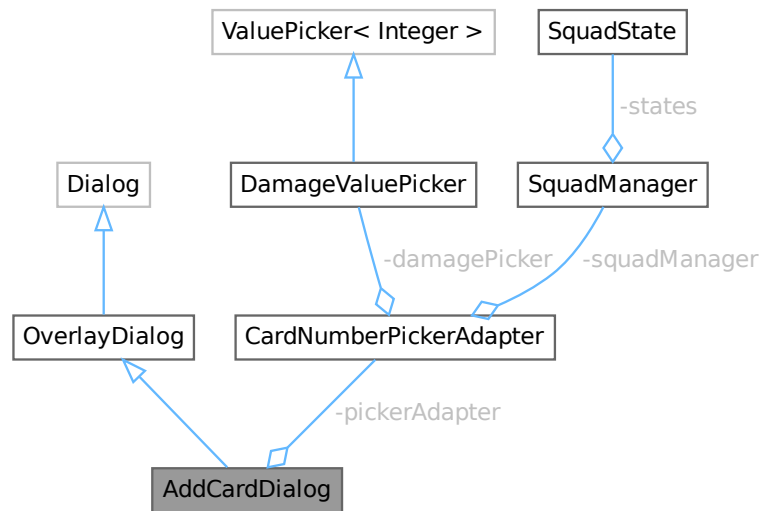 ValuePicker< Integer >
SquadState
-states
Dialog
DamageValuePicker
SquadManager
-damagePicker
-squadManager
OverlayDialog
CardNumberPickerAdapter
-pickerAdapter
AddCardDialog